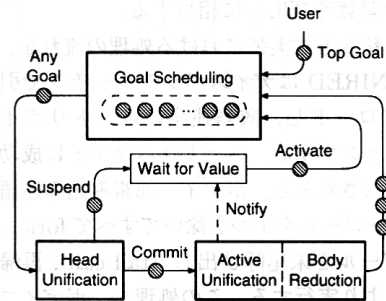 User
Any
Goal
Top Goal
Goal Scheduling
...
Wait for Value
Activate
Suspend
Notify
Head
Unification
Commit
Active
Unification
Body
Reduction